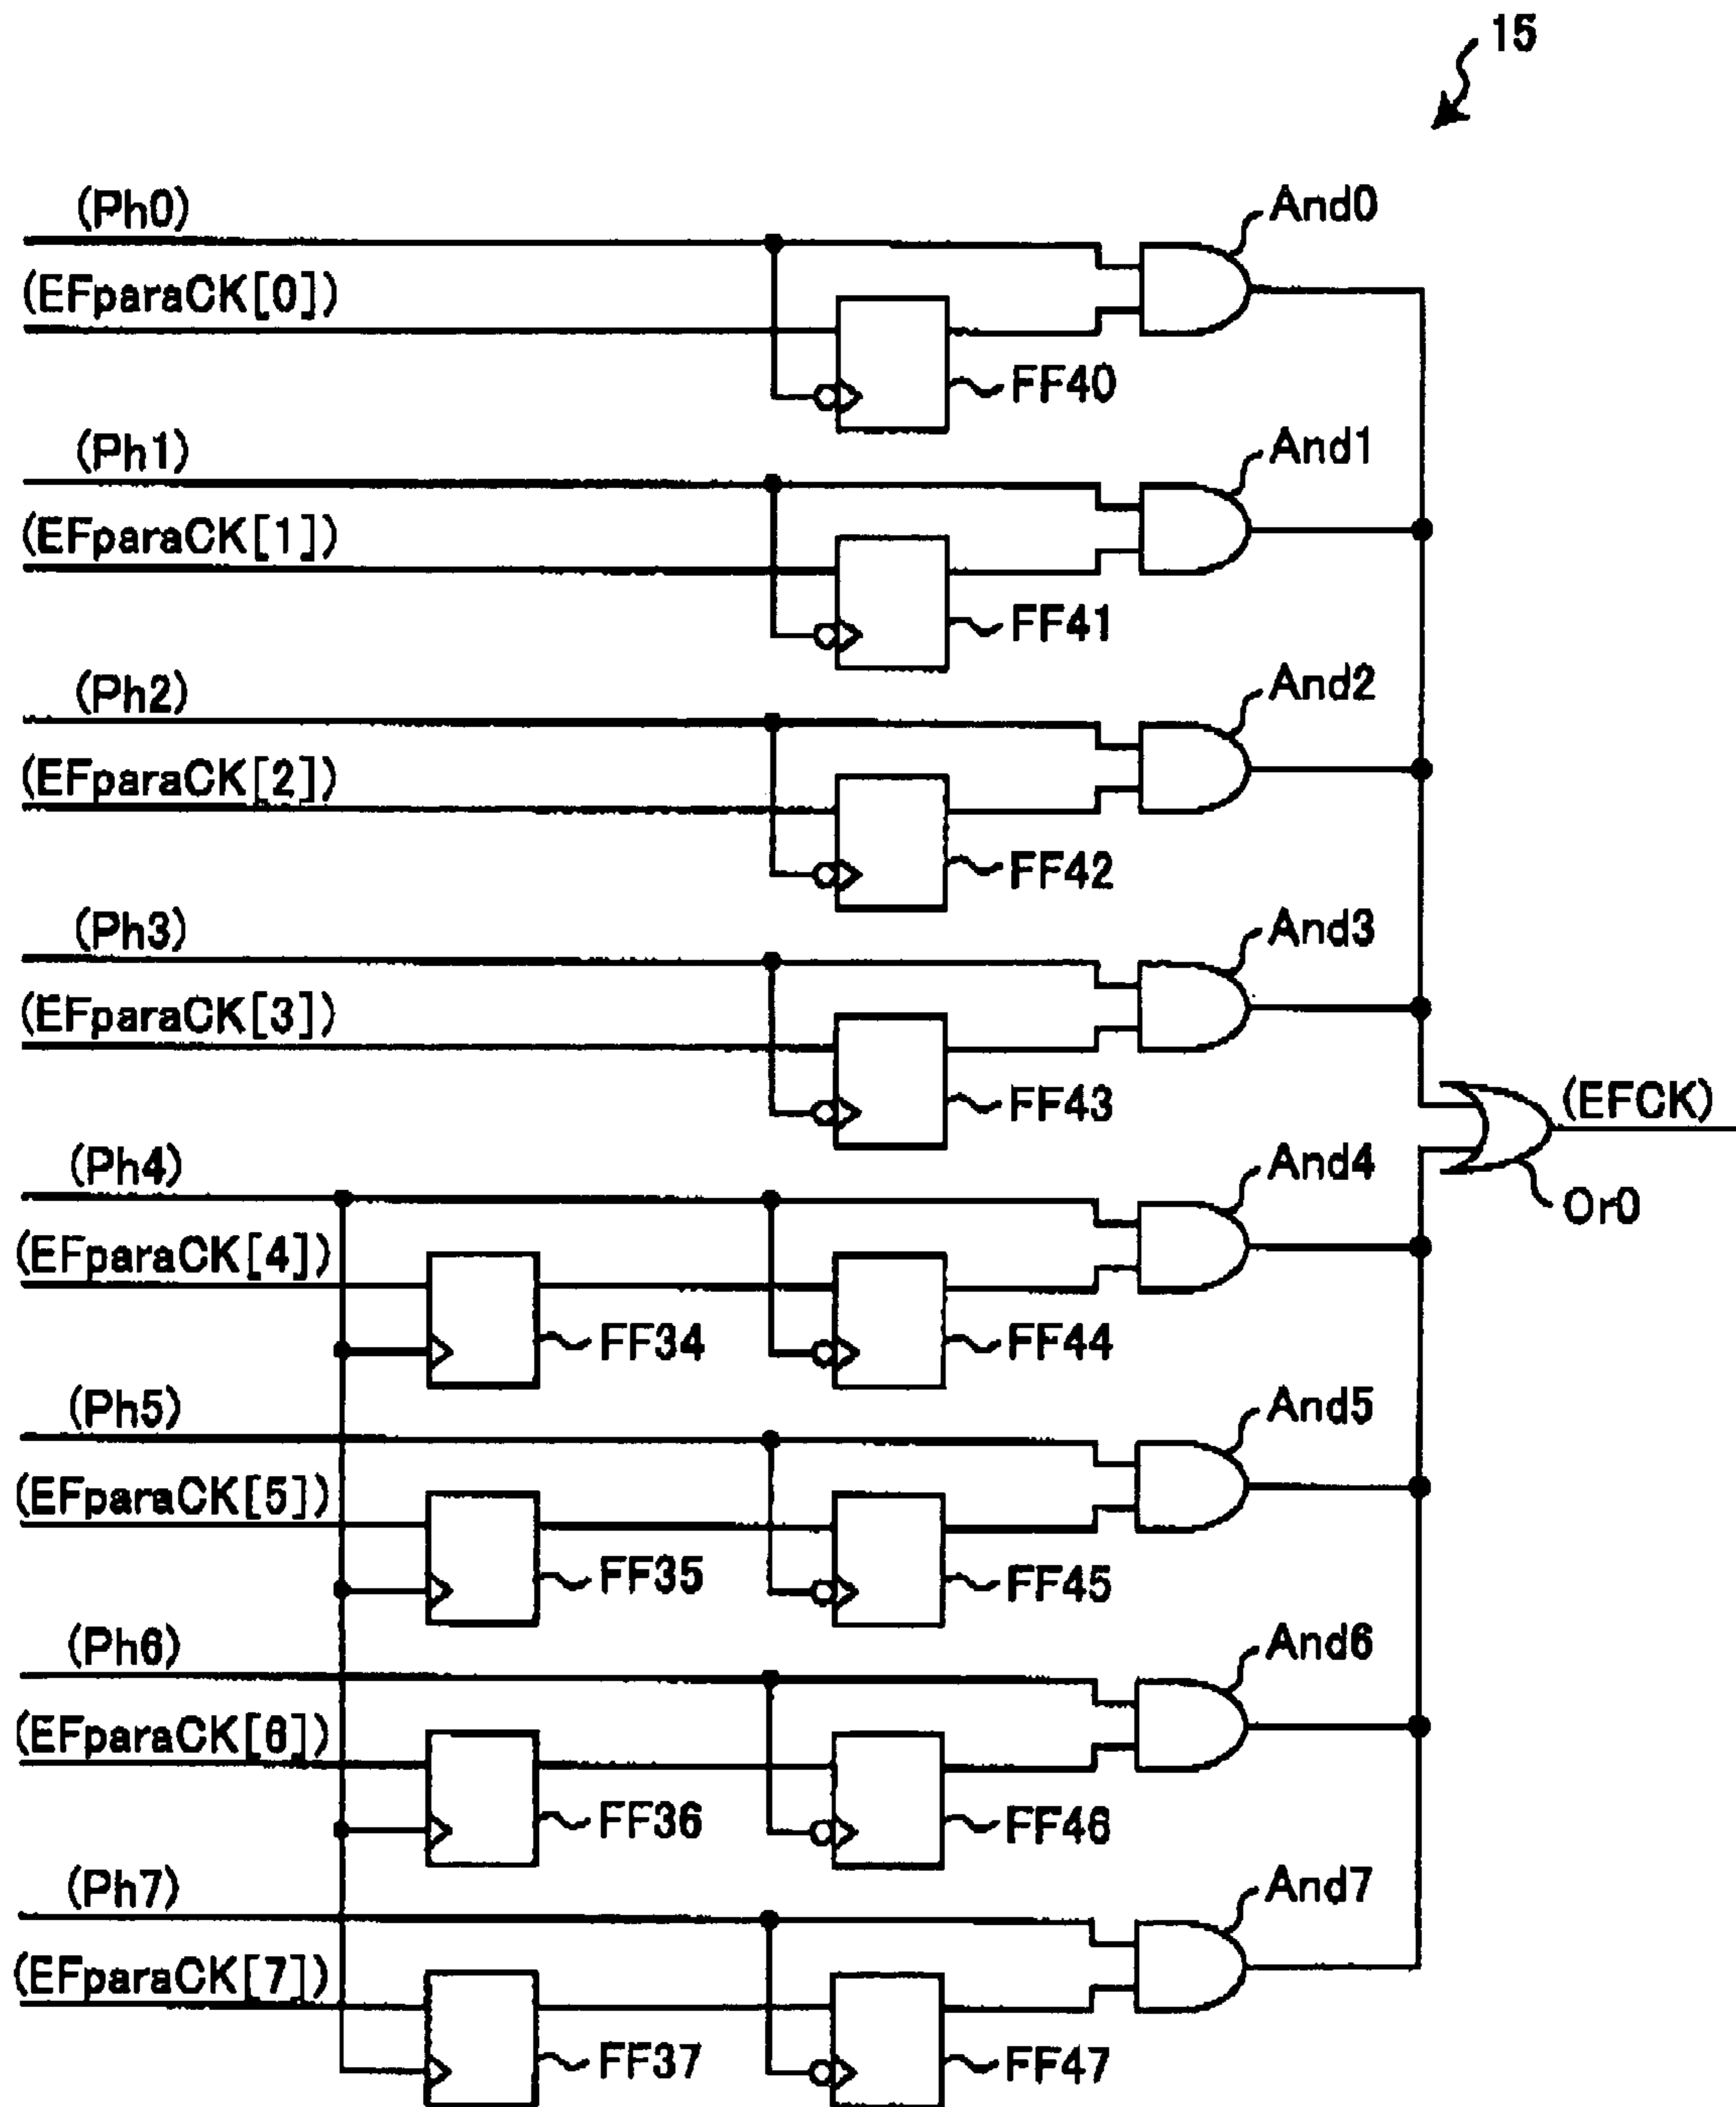 15
(Ph0)
And0
(EFparaCK[0])
FF40
(Ph1)
And1
(EFparaCK[1])
FF41
(Ph2)
And2
(EFparaCK[2])
FF42
(Ph3)
And3
(EFparaCK[3])
FF43
(EFCK)
Or0
(Ph4)
And4
(EFparaCK[4])
FF34
FF44
(Ph5)
And5
(EFparaCK[5])
FF35
FF45
(Ph6)
And6
(EFparaCK[6])
FF36
FF46
(Ph7)
And7
(EFparaCK[7])
FF37
FF47